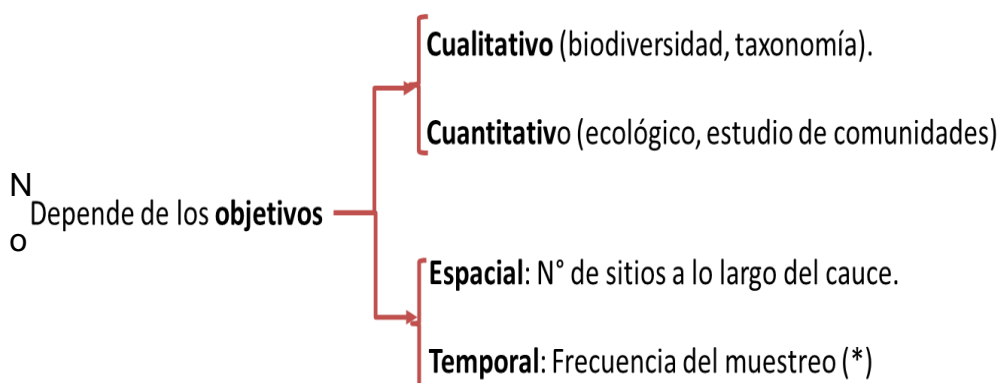 Cualitativo (biodiversidad, taxonomía).
Cuantitativo (ecológico, estudio de comunidades)
N
Depende de los objetivos
o
Espacial: N° de sitios a lo largo del cauce.
Temporal: Frecuencia del muestreo (*)